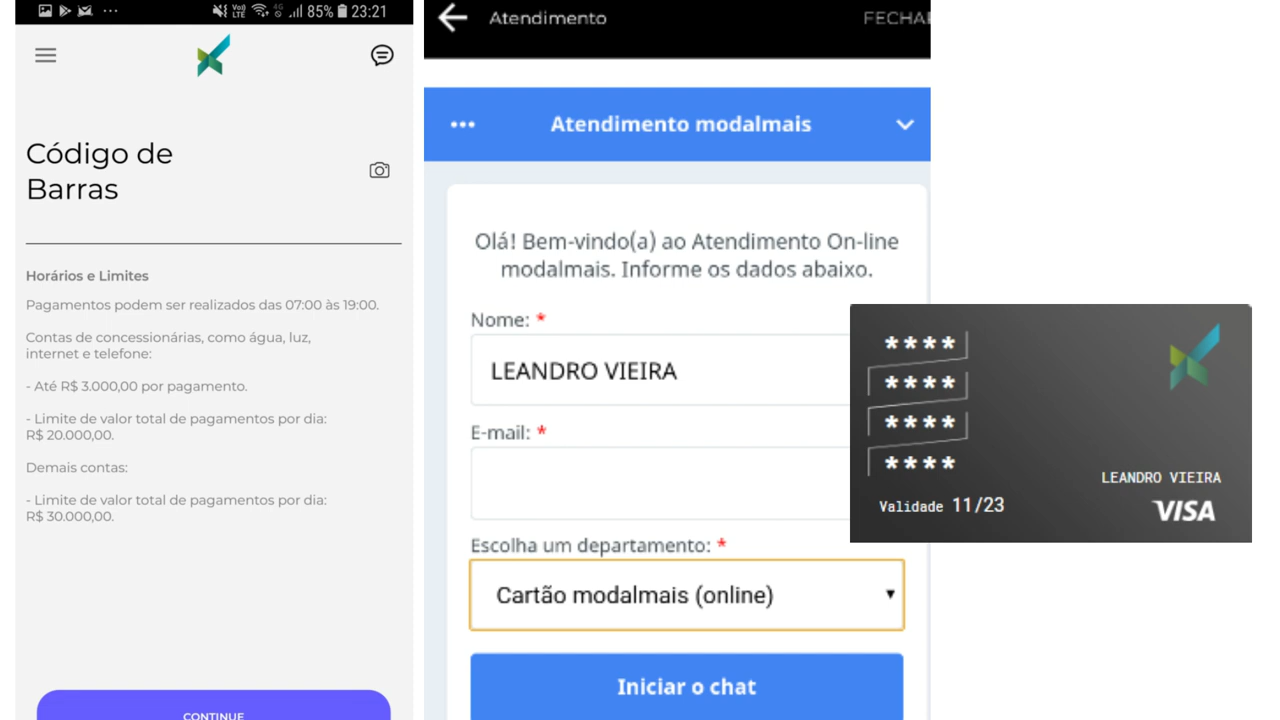 85% 23:21
Código de
Barras
Horários e Limites
Pagamentos podem ser realizados das 07:00 às 19:00.
Contas de concessionárias, como água, luz,
internet e telefone:
- Até R$ 3.000,00 por pagamento.
- Limite de valor total de pagamentos por dia:
R$ 20.000,00.
Demais contas:
- Limite de valor total de pagamentos por dia:
R$ 30.000,00.
CONTINUE
Atendimento
Atendimento modalmais
Olá! Bem-vindo(a) ao Atendimento On-line
modalmais. Informe os dados abaixo.
Nome: *
LEANDRO VIEIRA
E-mail: *
Escolha um departamento: *
Cartão modalmais (online)
Iniciar o chat
****
****
****
****
LEANDRO VIEIRA
Validade 11/23
VISA